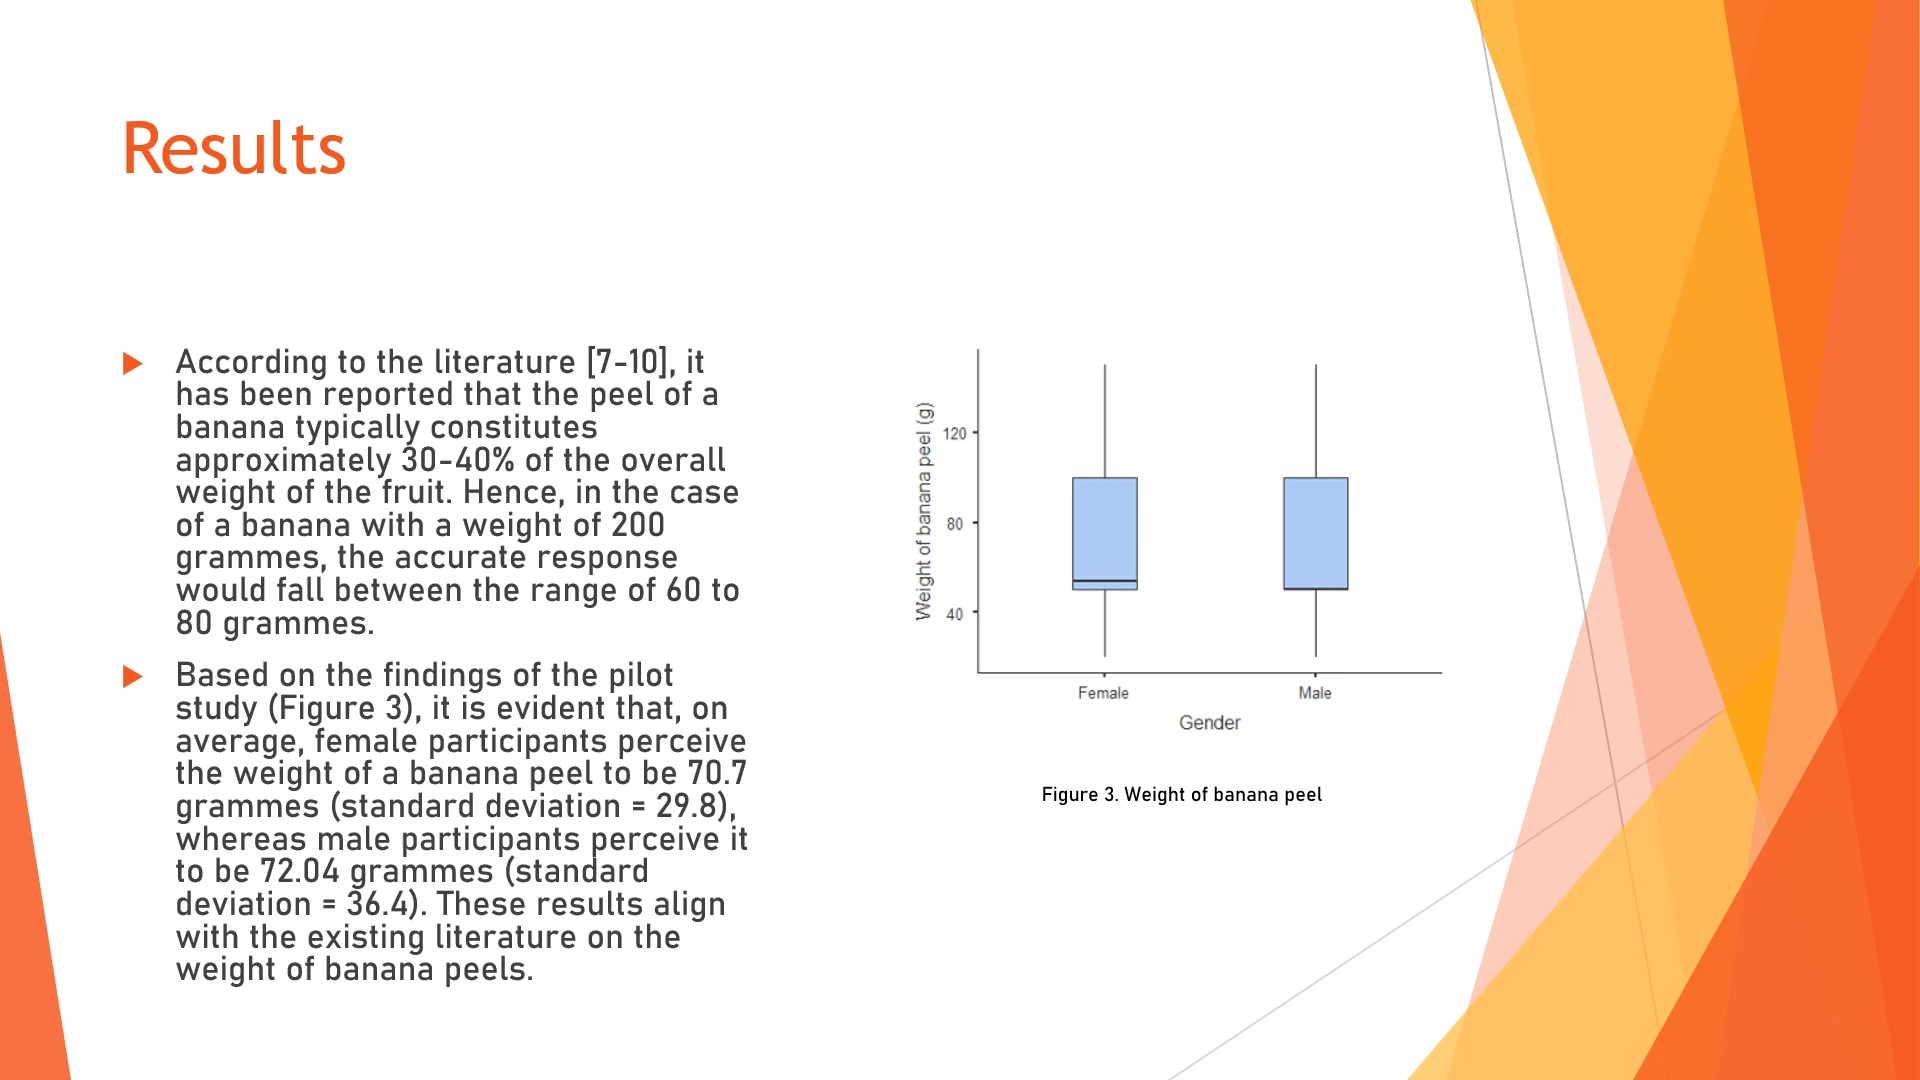 Results
According to the literature [7-10], it
has been reported that the peel of a
banana typically constitutes
approximately 30-40% of the overall
weight of the fruit. Hence, in the case
of a banana with a weight of 200
grammes, the accurate response
would fall between the range of 60 to
80 grammes.
Based on the findings of the pilot
study (Figure 3), it is evident that, on
average, female participants perceive
the weight of a banana peel to be 70.7
grammes (standard deviation = 29.8),
whereas male participants perceive it
to be 72.04 grammes (standard
deviation = 36.4). These results align
with the existing literature on the
weight of banana peels.
Weight of banana peel (g)
120
80
40
Female Male
Gender
Figure 3. Weight of banana peel